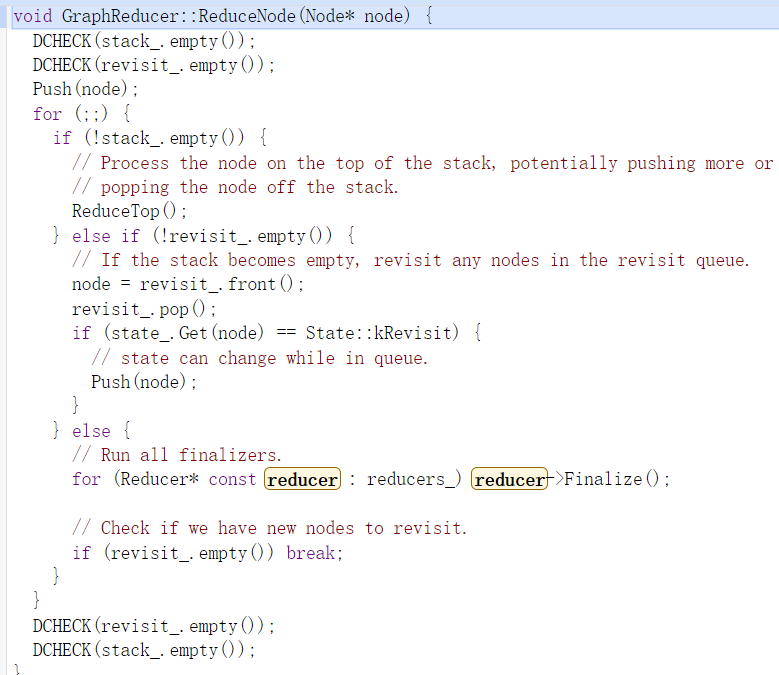 void GraphReducer::ReduceNode(Node* node) {
  DCHECK(stack_.empty());
  DCHECK(revisit_.empty());
  Push(node);
  for (;;) {
    if (!stack_.empty()) {
      // Process the node on the top of the stack, potentially pushing more or
      // popping the node off the stack.
      ReduceTop();
    } else if (!revisit_.empty()) {
      // If the stack becomes empty, revisit any nodes in the revisit queue.
      node = revisit_.front();
      revisit_.pop();
      if (state_.Get(node) == State::kRevisit) {
        // state can change while in queue.
        Push(node);
      }
    } else {
      // Run all finalizers.
      for (Reducer* const reducer : reducers_) reducer->Finalize();

      // Check if we have new nodes to revisit.
      if (revisit_.empty()) break;
    }
  }
  DCHECK(revisit_.empty());
  DCHECK(stack_.empty());
}